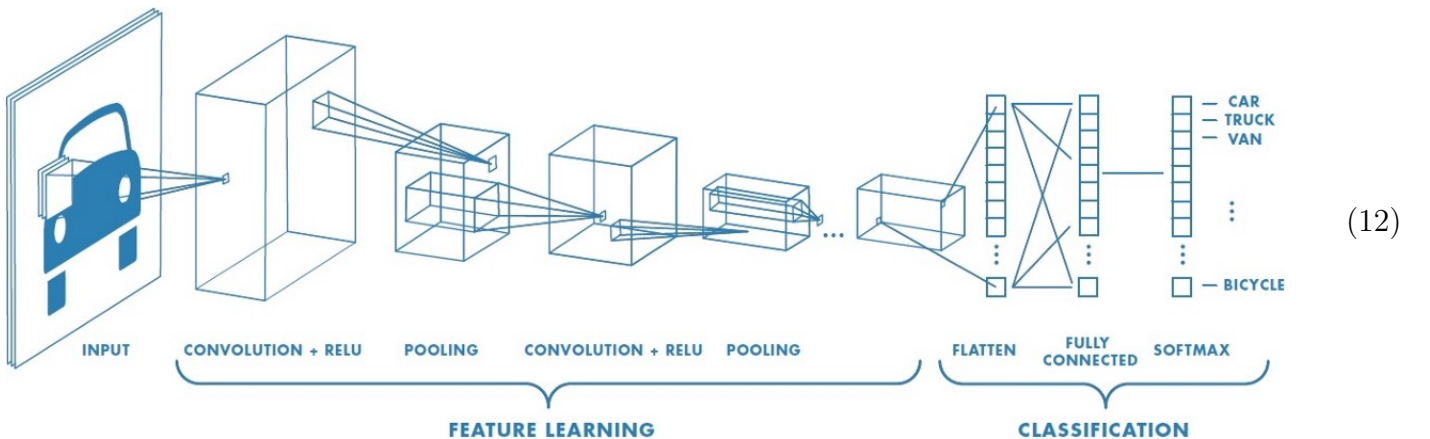 CAR
TRUCK
VAN
(12)
BICYCLE
INPUT
CONVOLUTION + RELU
POOLING
CONVOLUTION + RELU
POOLING
FLATTEN
FULLY
CONNECTED
SOFTMAX
FEATURE LEARNING
CLASSIFICATION